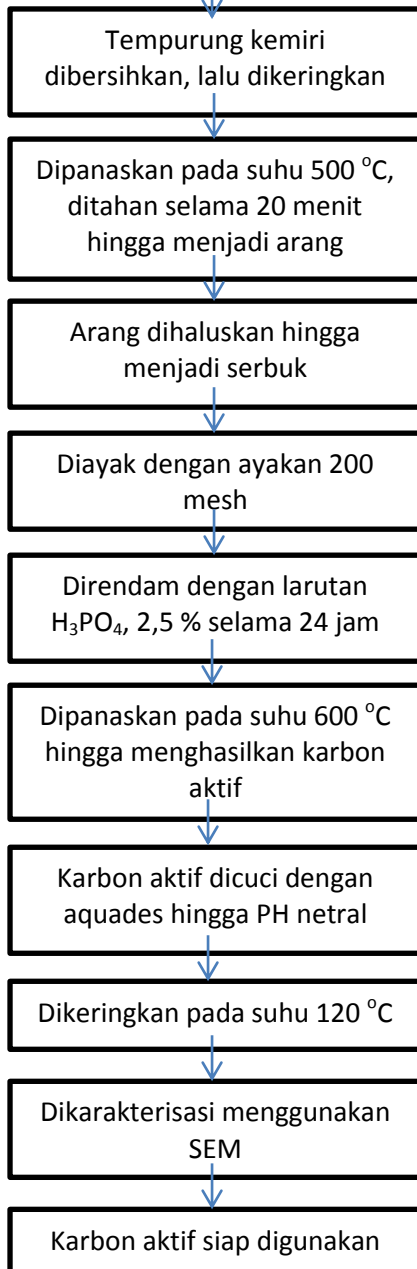 Tempurung kemiri
dibersihkan, lalu dikeringkan
Dipanaskan pada suhu 500 °C,
ditahan selama 20 menit
hingga menjadi arang
Arang dihaluskan hingga
menjadi serbuk
Diayak dengan ayakan 200
mesh
Direndam dengan larutan
H₃PO₄, 2,5 % selama 24 jam
Dipanaskan pada suhu 600 °C
hingga menghasilkan karbon
aktif
Karbon aktif dicuci dengan
aquades hingga PH netral
Dikeringkan pada suhu 120 °C
Dikarakterisasi menggunakan
SEM
Karbon aktif siap digunakan